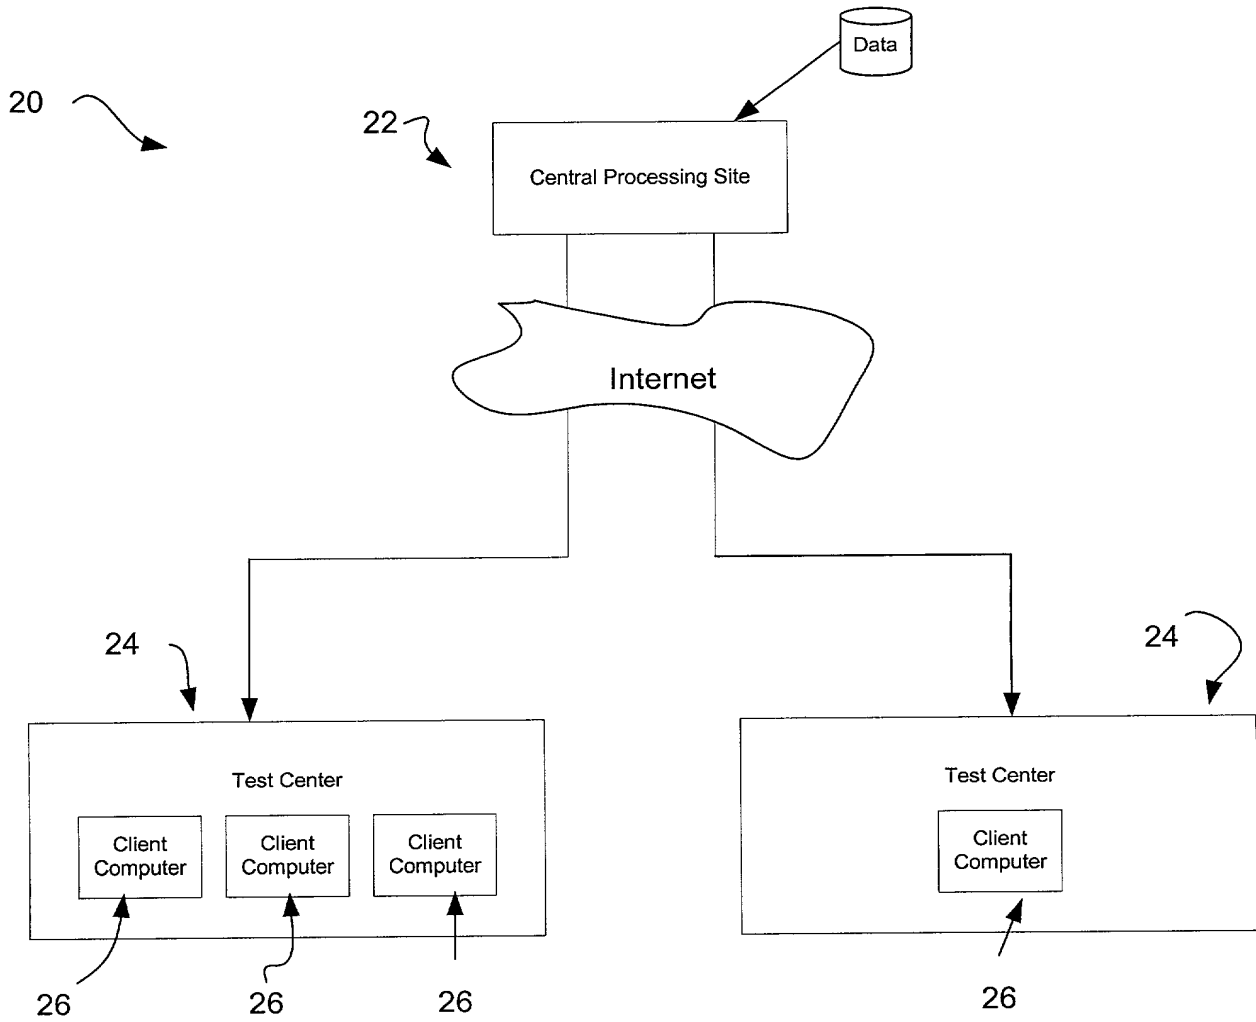 Data
20
22
Central Processing Site
Internet
24
24
Test Center
Client
Computer
Client
Computer
Client
Computer
26
26
26
Test Center
Client
Computer
26